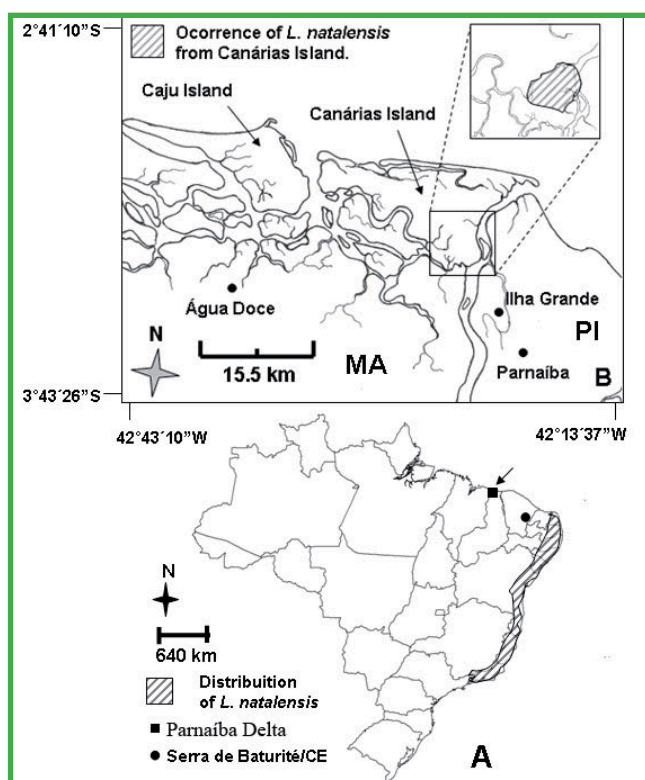 2°41´10”S
Ocorrence of L. natalensis
from Canárias Island.
Caju Island
Canárias Island
Água Doce
Ilha Grande
N
PI
MA
15.5 km
Parnaíba
B
3°43´26”S
42°43´10”W
42°13´37”W
N
640 km
Distribuition
of L. natalensis
Parnaíba Delta
Serra de Baturité/CE
A